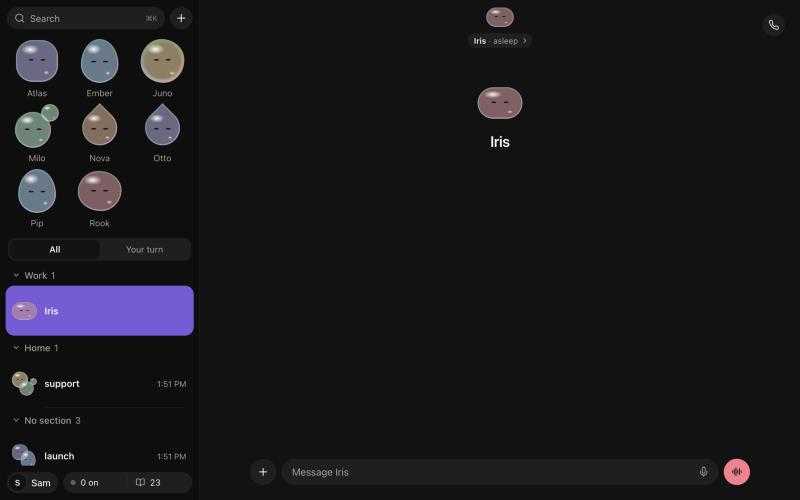 Search ⌘K
Atlas Ember Juno
Milo Nova Otto
Pip Rook
All Your turn
Work 1
Iris
Home 1
support 1:51 PM
No section 3
launch 1:51 PM
S Sam 0 on 23
Iris · asleep
Iris
Message Iris